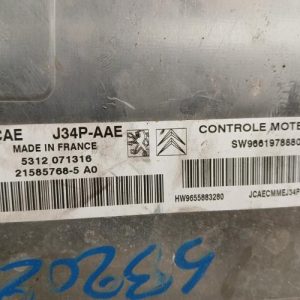 CAE J34P-AAE
MADE IN FRANCE
5312 071316
21585766-5 A0
CONTROLE MOTE
SW9661978880
HW9655883280
JCAECMMEJ34P